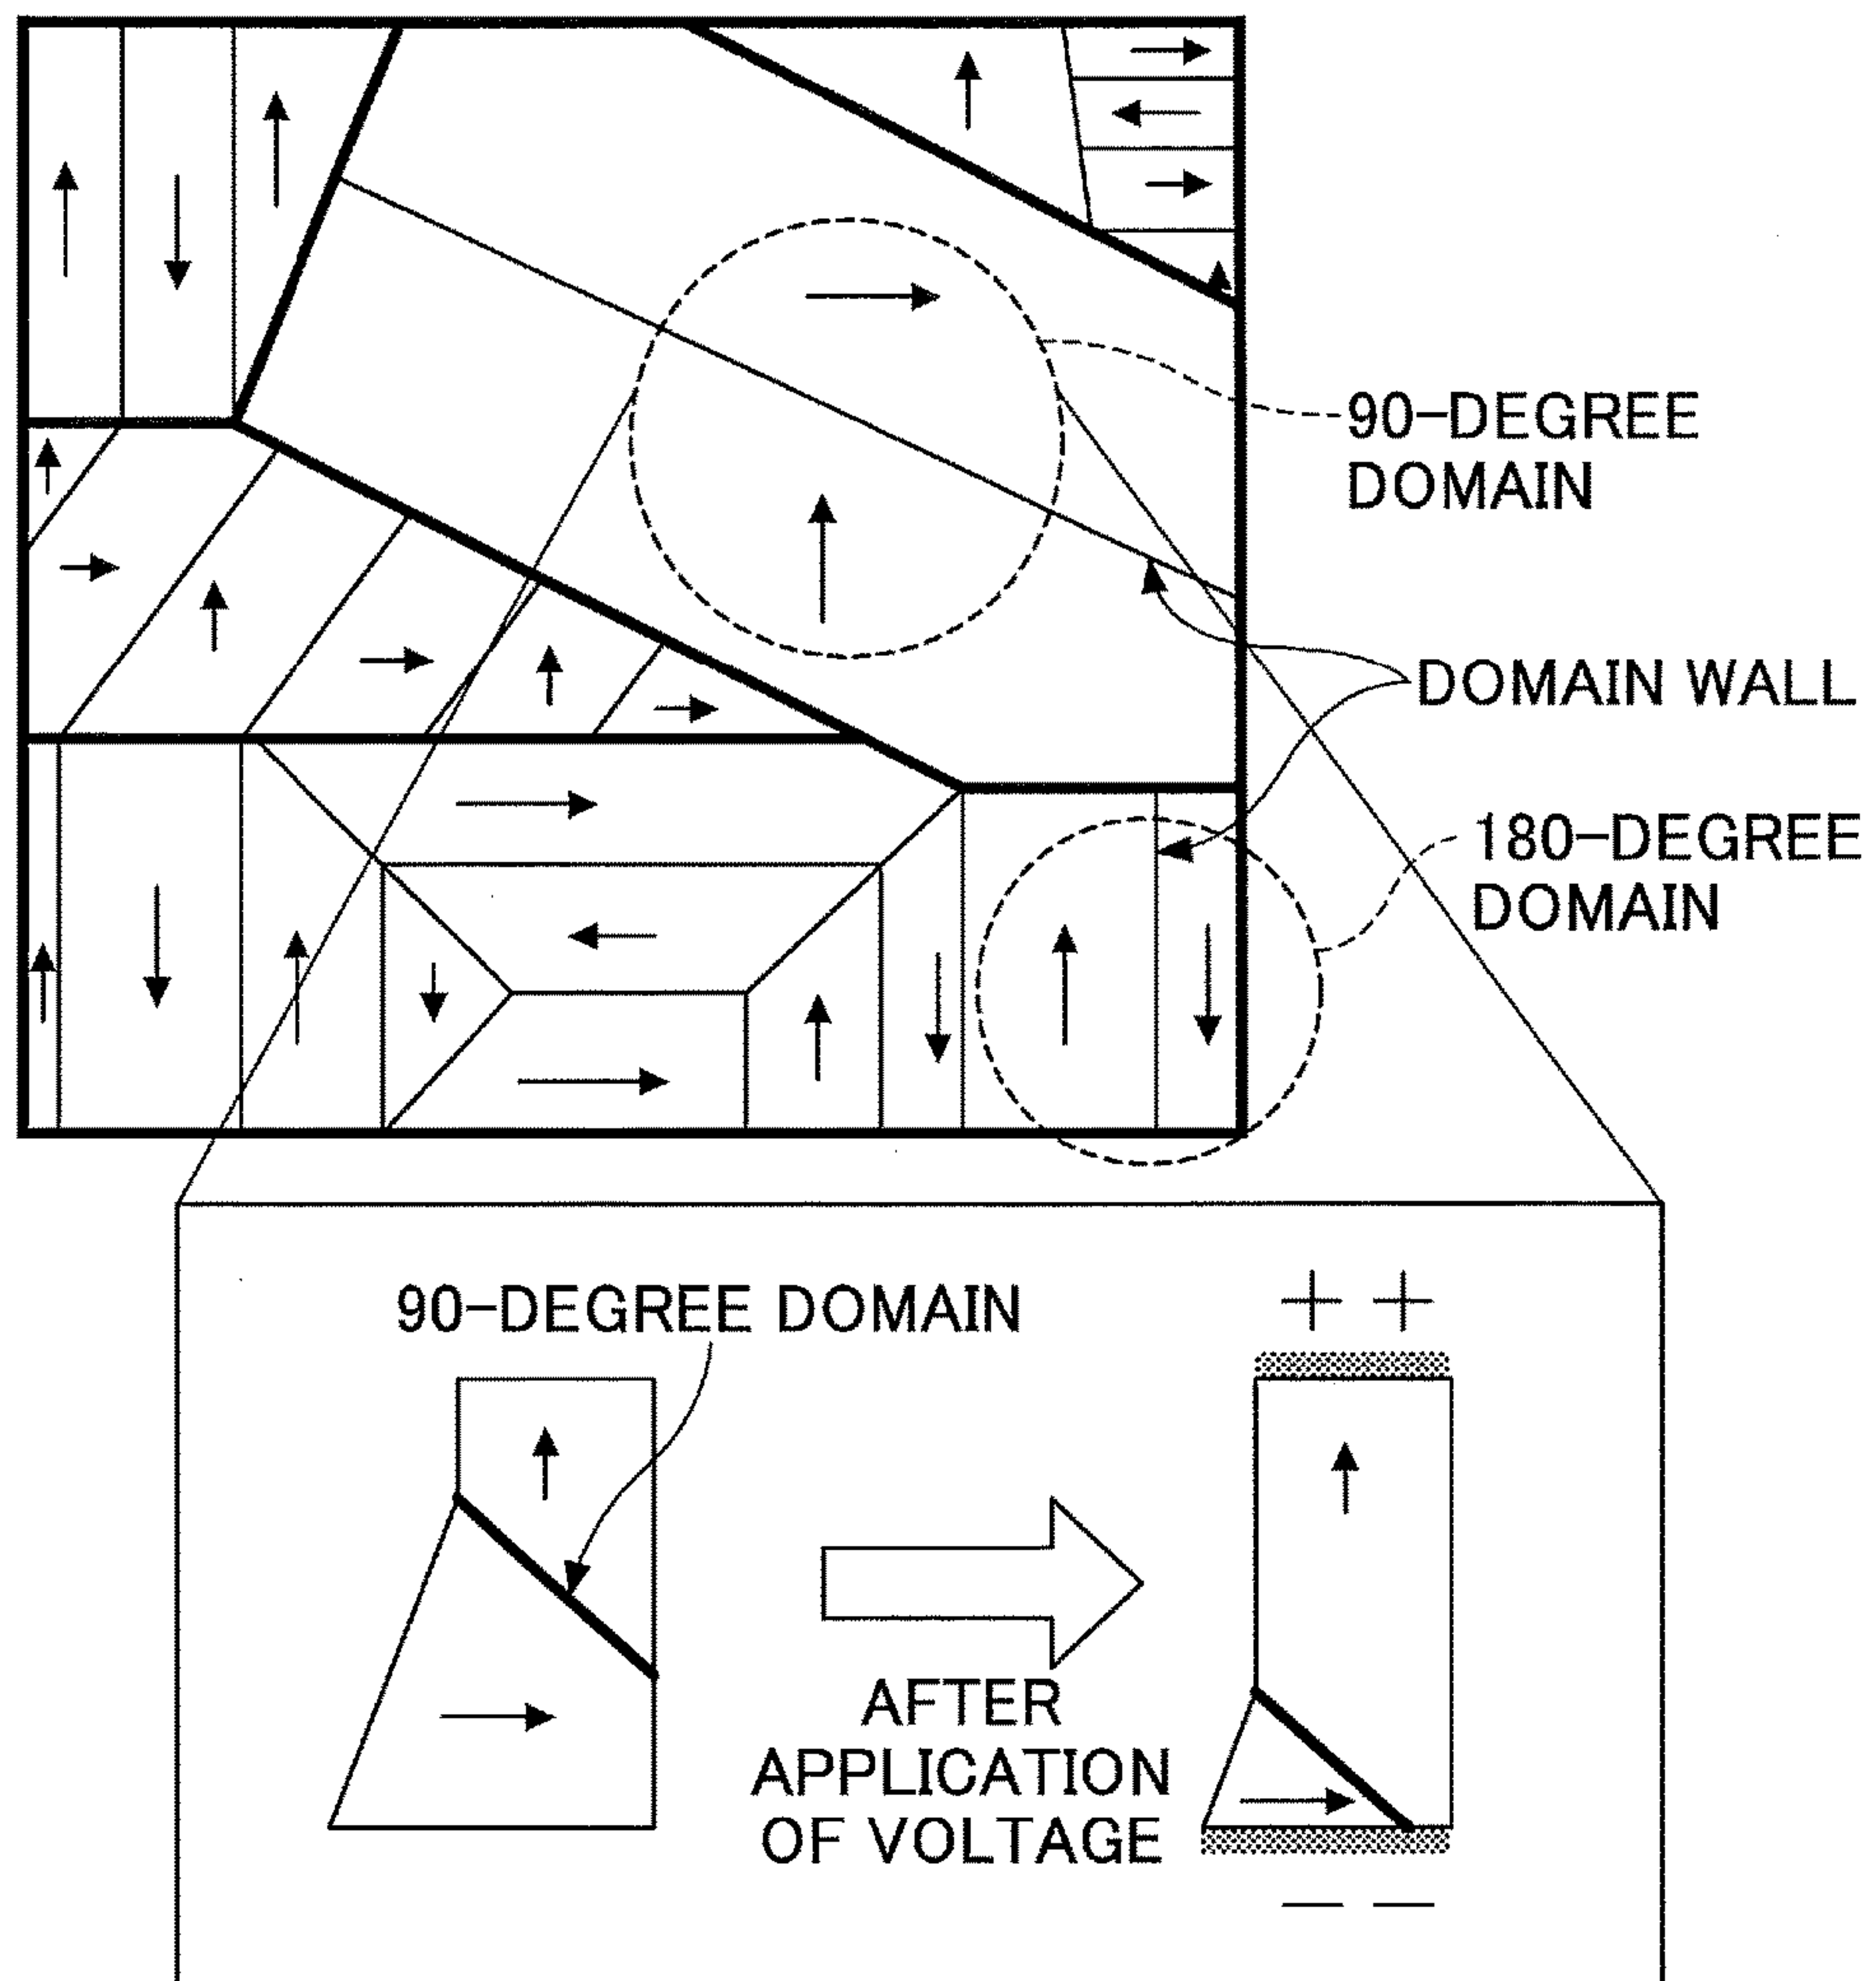 90-DEGREE
DOMAIN
DOMAIN WALL
180-DEGREE
DOMAIN
90-DEGREE DOMAIN
+ +
AFTER
APPLICATION
OF VOLTAGE
— —